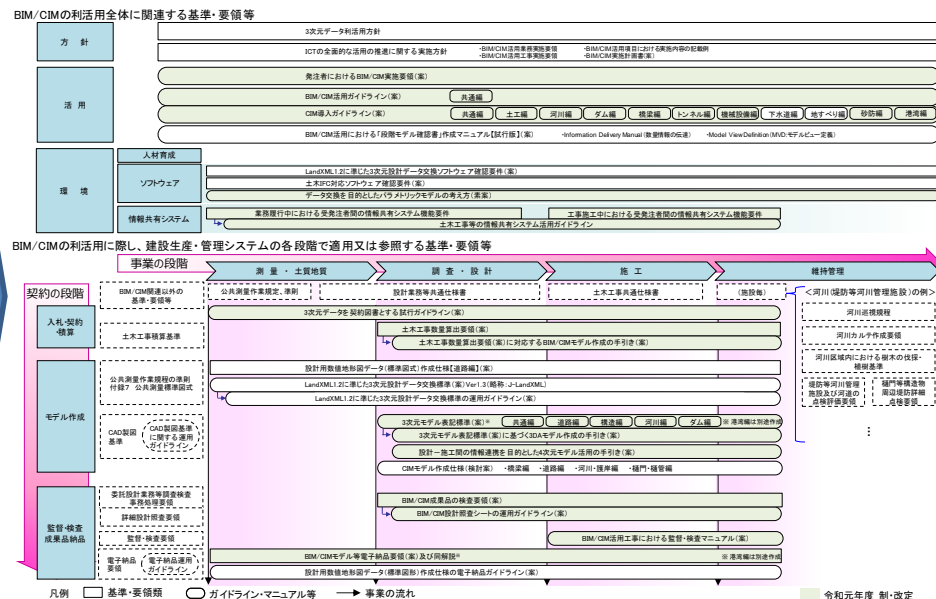 BIM/CIMの利活用全体に関連する基準・要領等
方 針
3次元データ利活用方針
ICTの全面的な活用の推進に関する実施方針
・BIM/CIM活用業務実施要領
・BIM/CIM活用工事実施要領
・BIM/CIM活用項目における実施内容の記載例
・BIM/CIM実施計画書(案)
活 用
発注者におけるBIM/CIM実施要領(案)
BIM/CIM活用ガイドライン(案) 共通編
CIM導入ガイドライン(案) 共通編 土工編 河川編 ダム編 橋梁編 トンネル編 機械設備編 下水道編 地すべり編 砂防編 港湾編
BIM/CIM活用における「段階モデル確認書」作成マニュアル【試行版】(案) ・Information Delivery Manual (数量情報の伝達) ・Model View Definition (MVD:モデルビュー定義)
環 境
人材育成
ソフトウェア
LandXML1.2に準じた3次元設計データ交換ソフトウェア確認要件(案)
土木IFC対応ソフトウェア確認要件(案)
データ交換を目的としたパラメトリックモデルの考え方(素案)
情報共有システム
業務履行中における受発注者間の情報共有システム機能要件
工事施工中における受発注者間の情報共有システム機能要件
土木工事等の情報共有システム活用ガイドライン
BIM/CIMの利活用に際し、建設生産・管理システムの各段階で適用又は参照する基準・要領等
事業の段階
測 量 ・ 土質地質
調 査 ・ 設 計
施 工
維持管理
契約の段階
BIM/CIM関連以外の
基準・要領等
公共測量作業規定、準則
設計業務等共通仕様書
土木工事共通仕様書
(施設毎)
<河川(堤防等河川管理施設)の例>
河川巡視規程
河川カルテ作成要領
河川区域内における樹木の伐採・
植樹基準
堤防等河川管理
施設及び河道の
点検評価要領
樋門等構造物
周辺堤防詳細
点検要領
入札・契約
・積算
3次元データを契約図書とする試行ガイドライン(案)
土木工事積算基準
土木工事数量算出要領(案)
土木工事数量算出要領(案)に対応するBIM/CIMモデル作成の手引き(案)
モデル作成
公共測量作業規程の準則
付録7 公共測量標準図式
設計用数値地形図データ(標準図式)作成仕様【道路編】(案)
LandXML1.2に準じた3次元設計データ交換標準(案)Ver1.3(略称:J-LandXML)
LandXML1.2に準じた3次元設計データ交換標準の運用ガイドライン(案)
CAD製図
基準
CAD製図基準
に関する運用
ガイドライン
3次元モデル表記標準(案)※ 共通編 道路編 構造編 河川編 ダム編 ※ 港湾編は別途作成
3次元モデル表記標準(案)に基づく3DAモデル作成の手引き(案)
設計－施工間の情報連携を目的とした4次元モデル活用の手引き(案)
CIMモデル作成仕様(検討案) ・橋梁編 ・道路編 ・河川・護岸編 ・樋門・樋管編
監督・検査
成果品納品
委託設計業務等調査検査
事務処理要領
詳細設計照査要領
監督・検査要領
電子納品
要領
電子納品運用
ガイドライン
BIM/CIM成果品の検査要領(案)
BIM/CIM設計照査シートの運用ガイドライン(案)
BIM/CIM活用工事における監督・検査マニュアル(案)
BIM/CIMモデル等電子納品要領(案)及び同解説※ ※ 港湾編は別途作成
設計用数値地形図データ(標準図形)作成仕様の電子納品ガイドライン(案)
凡例 基準・要領類 ガイドライン・マニュアル等 事業の流れ 令和元年度 制・改定